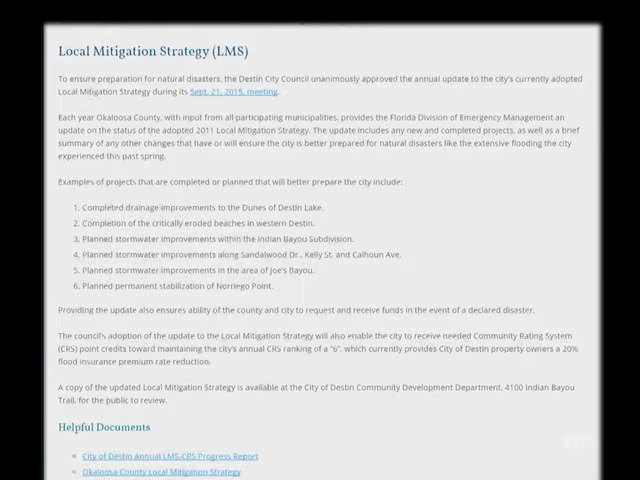 Local Mitigation Strategy (LMS)
To ensure preparation for natural disasters, the Destin City Council unanimously approved the annual update to the city's currently adopted
Local Mitigation Strategy during its Sept. 21, 2015, meeting.
Each year Okaloosa County, with input from all participating municipalities, provides the Florida Division of Emergency Management an
update on the status of the adopted 2011 Local Mitigation Strategy. The update includes any new and completed projects, as well as a brief
summary of any other changes that have or will ensure the city is better prepared for natural disasters like the extensive flooding the city
experienced this past spring.
Examples of projects that are completed or planned that will better prepare the city include:
1. Completed drainage improvements to the Dunes of Destin Lake.
2. Completion of the critically eroded beaches in western Destin.
3. Planned stormwater improvements within the Indian Bayou Subdivision.
4. Planned stormwater improvements along Sandalwood Dr., Kelly St. and Calhoun Ave.
5. Planned stormwater improvements in the area of Joe's Bayou.
6. Planned permanent stabilization of Norriego Point.
Providing the update also ensures ability of the county and city to request and receive funds in the event of a declared disaster.
The council's adoption of the update to the Local Mitigation Strategy will also enable the city to receive needed Community Rating System
(CRS) point credits toward maintaining the city's annual CRS ranking of a "6", which currently provides City of Destin property owners a 20%
flood insurance premium rate reduction.
A copy of the updated Local Mitigation Strategy is available at the City of Destin Community Development Department, 4100 Indian Bayou
Trail, for the public to review.
Helpful Documents
City of Destin Annual LMS-CRS Progress Report
Okaloosa County Local Mitigation Strategy